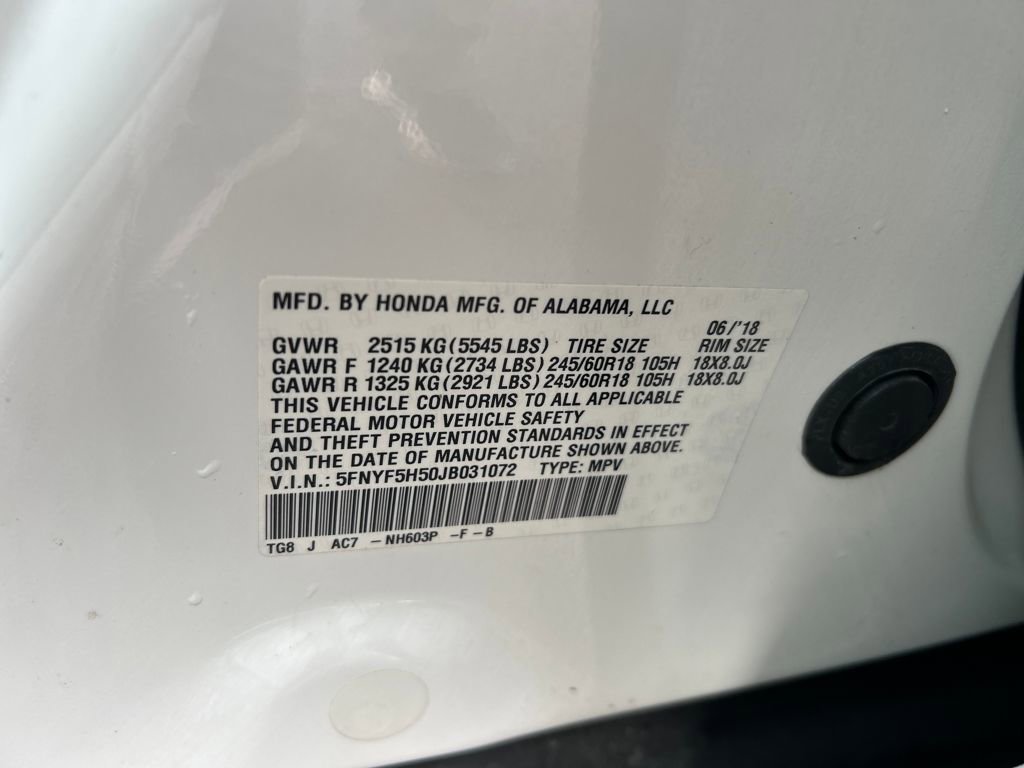 MFD. BY HONDA MFG. OF ALABAMA, LLC
06/'18
GVWR 2515 KG (5545 LBS) TIRE SIZE RIM SIZE
GAWR F 1240 KG (2734 LBS) 245/60R18 105H 18X8.0J
GAWR R 1325 KG (2921 LBS) 245/60R18 105H 18X8.0J
THIS VEHICLE CONFORMS TO ALL APPLICABLE
FEDERAL MOTOR VEHICLE SAFETY
AND THEFT PREVENTION STANDARDS IN EFFECT
ON THE DATE OF MANUFACTURE SHOWN ABOVE.
V.I.N.: 5FNYF5H50JB031072 TYPE: MPV
TG8 J AC7 -NH603P -F-B